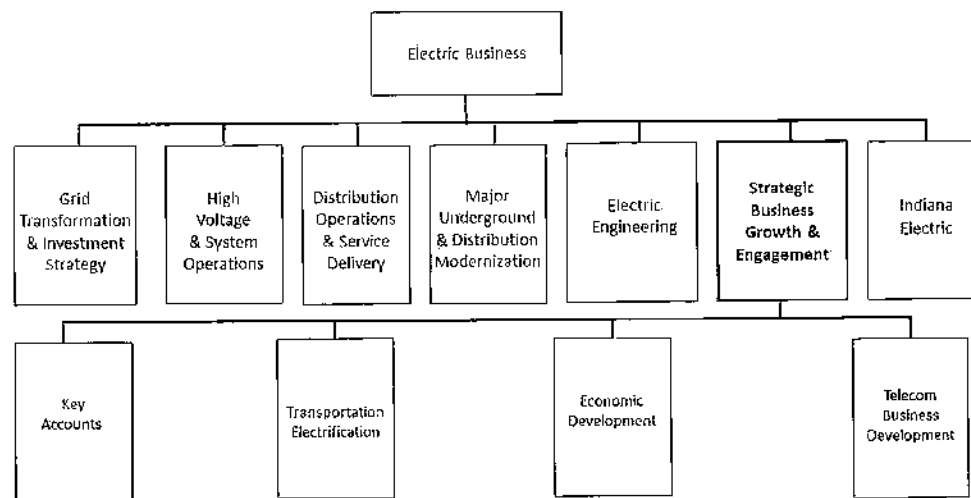 Electric Business
Grid
Transformation
& Investment
Strategy
High
Voltage
& System
Operations
Distribution
Operations
& Service
Delivery
Major
Underground
& Distribution
Modernization
Electric
Engineering
Strategic
Business
Growth &
Engagement
Indiana
Electric
Key
Accounts
Transportation
Electrification
Economic
Development
Telecom
Business
Development